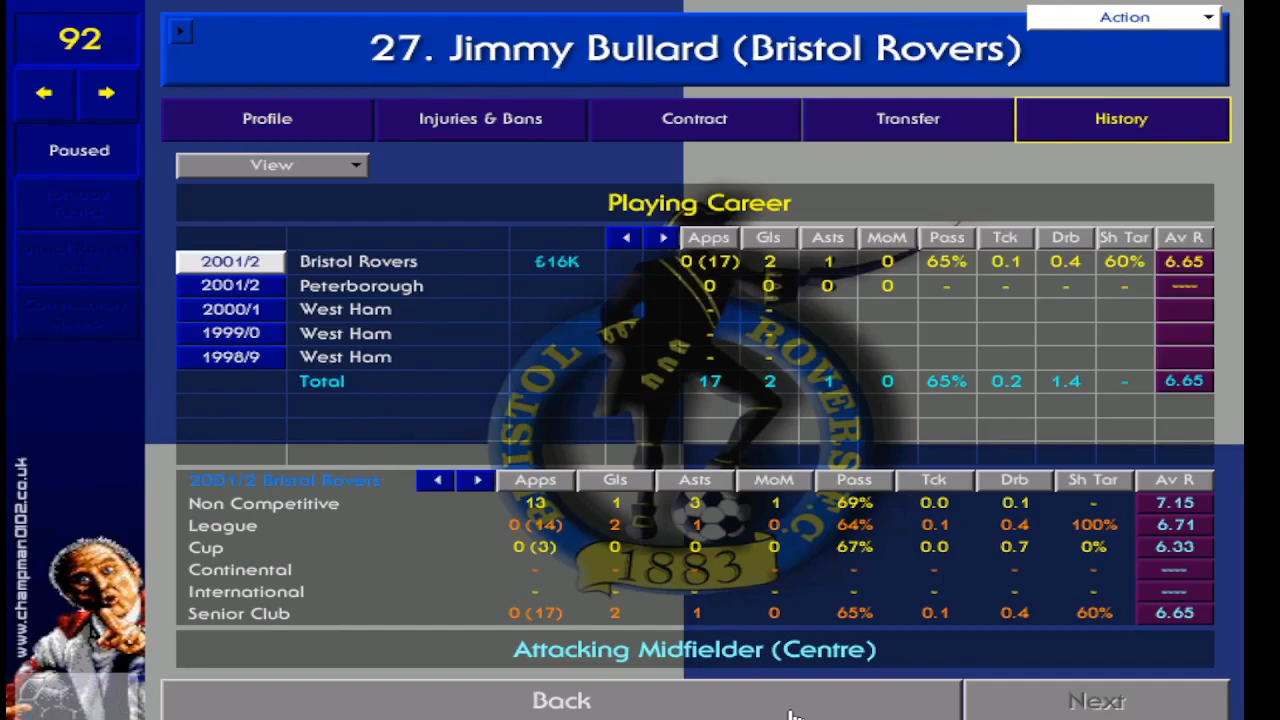 92
Action
27. Jimmy Bullard (Bristol Rovers)
Profile Injuries & Bans Contract Transfer History
Paused
View
Playing Career
Apps Gls Asts MoM Pass Tck Drb Sh Tar Av R
2001/2 Bristol Rovers £16K 0 (17) 2 1 0 65% 0.1 0.4 60% 6.65
2001/2 Peterborough 0 0 0 0 - - - - ----
2000/1 West Ham - -
1999/0 West Ham - -
1998/9 West Ham - -
Total 17 2 1 0 65% 0.2 1.4 - 6.65
BRISTOL ROVERS F.C.
1883
2001/2 Bristol Rovers Apps Gls Asts MoM Pass Tck Drb Sh Tar Av R
Non Competitive 13 1 3 1 69% 0.0 0.1 - 7.15
League 0 (14) 2 1 0 64% 0.1 0.4 100% 6.71
Cup 0 (3) 0 0 0 67% 0.0 0.7 0% 6.33
Continental - - - - - - - - ----
International - - - - - - - - ----
Senior Club 0 (17) 2 1 0 65% 0.1 0.4 60% 6.65
Attacking Midfielder (Centre)
Back Next
www.champman0102.co.uk